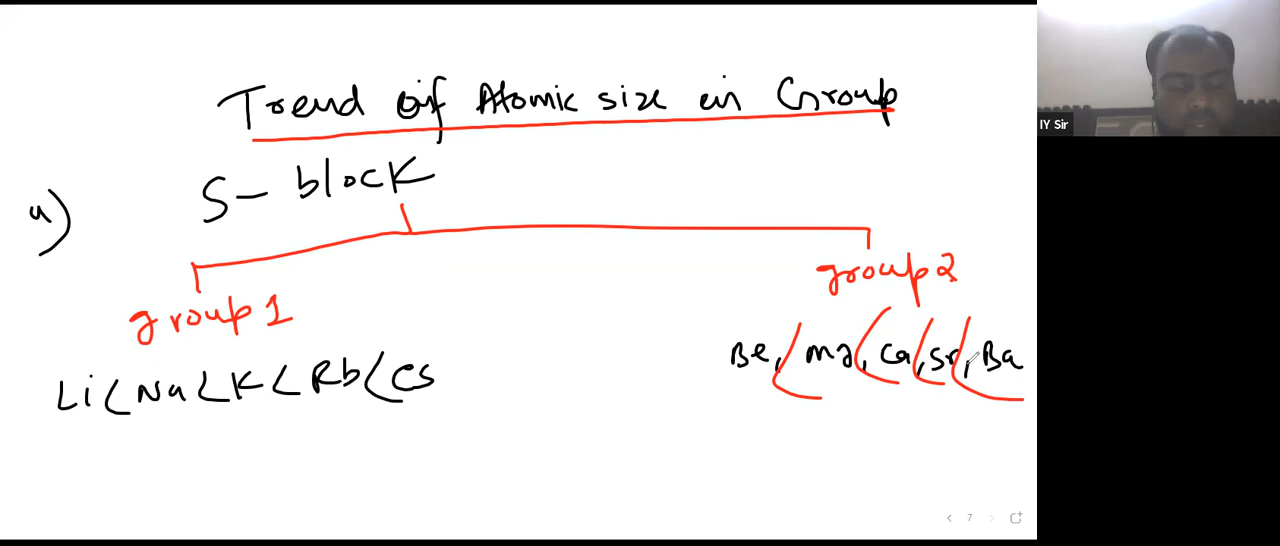 Trend of Atomic size in Group
S- block
a)
group 1
group 2
Li < Na < K < Rb < Cs
Be, < Mg, < Ca, < Sr, < Ba
IY Sir
7